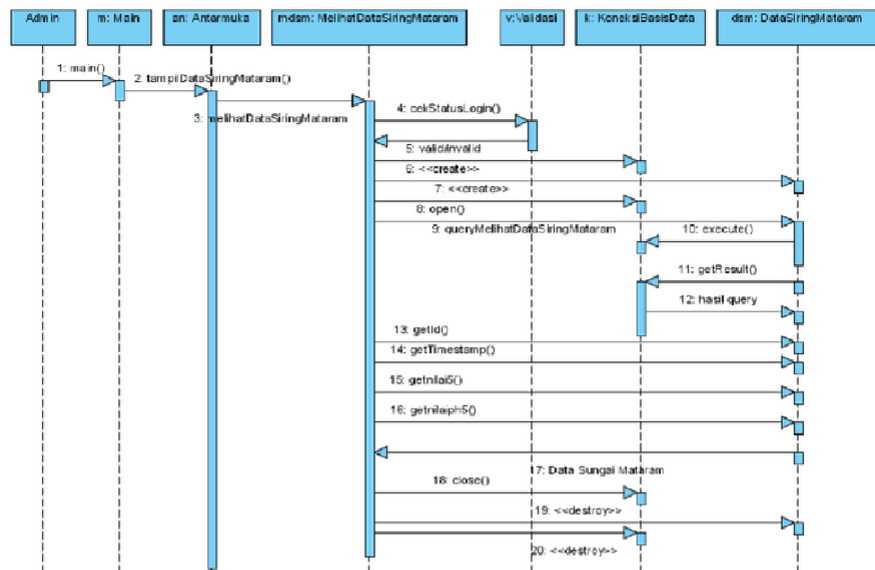 Admin
m: Main
an: Antarmuka
mdsm: MelihatDataSiringMataram
v:Validasi
k: KoneksiBasisData
dsm: DataSiringMataram
1: main()
2: tampilDataSiringMataram()
3: melihatDataSiringMataram
4: cekStatusLogin()
5: valid/invalid
6: <<create>>
7: <<create>>
8: open()
9: queryMelihatDataSiringMataram
10: execute()
11: getResult()
12: hasil query
13: getId()
14: getTimestamp()
15: getnilai5()
16: getnilaiph5()
17: Data Sungai Mataram
18: close()
19: <<destroy>>
20: <<destroy>>